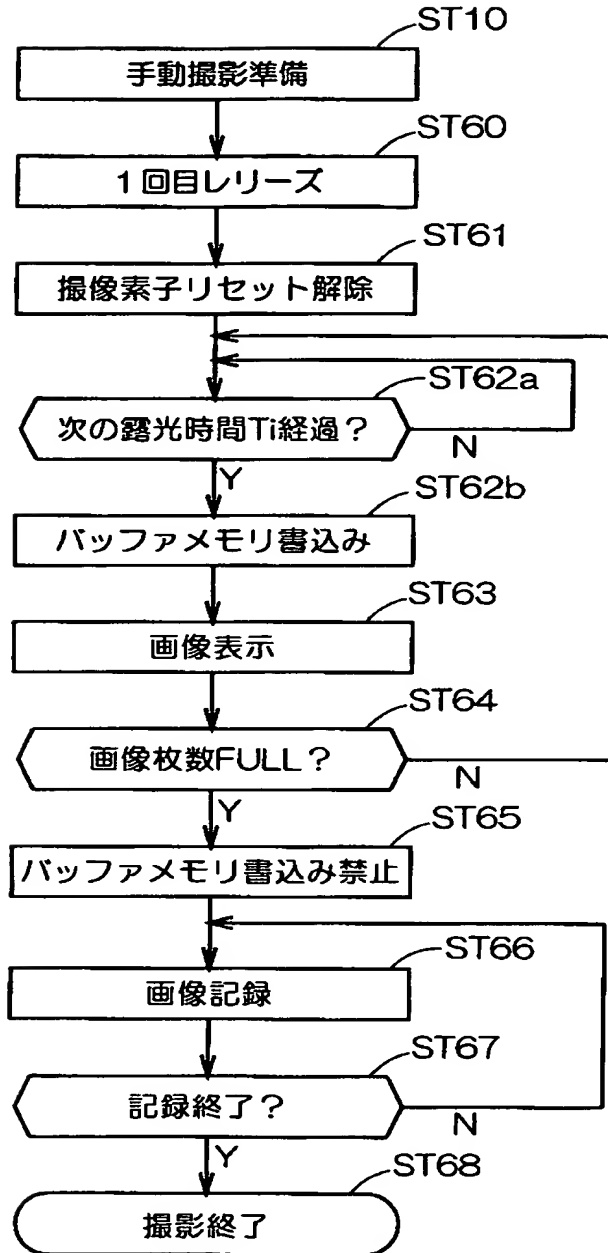 ST10
手動撮影準備
ST60
1回目レリーズ
ST61
撮像素子リセット解除
ST62a
次の露光時間Ti経過?
N
Y
ST62b
バッファメモリ書込み
ST63
画像表示
ST64
画像枚数FULL?
N
Y
ST65
バッファメモリ書込み禁止
ST66
画像記録
ST67
記録終了?
N
Y
ST68
撮影終了